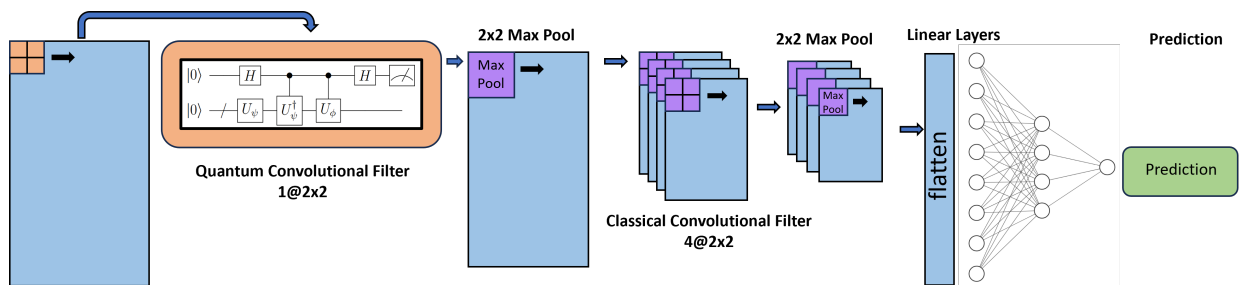 |0⟩ H H
|0⟩ U_ψ U_ψ^† U_ϕ
Quantum Convolutional Filter
1@2x2
2x2 Max Pool
Max
Pool
Classical Convolutional Filter
4@2x2
2x2 Max Pool
Max
Pool
Linear Layers
flatten
Prediction
Prediction